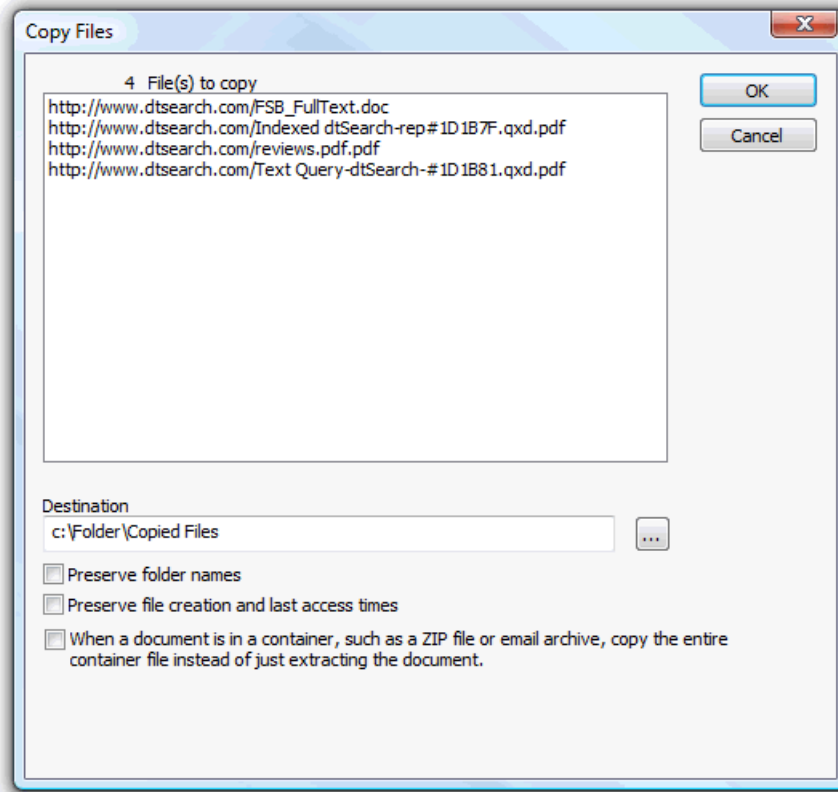 Copy Files
4 File(s) to copy
http://www.dtsearch.com/FSB_FullText.doc
http://www.dtsearch.com/Indexed dtSearch-rep#1D1B7F.qxd.pdf
http://www.dtsearch.com/reviews.pdf.pdf
http://www.dtsearch.com/Text Query-dtSearch-#1D1B81.qxd.pdf
OK
Cancel
Destination
c:\Folder\Copied Files
...
Preserve folder names
Preserve file creation and last access times
When a document is in a container, such as a ZIP file or email archive, copy the entire
container file instead of just extracting the document.